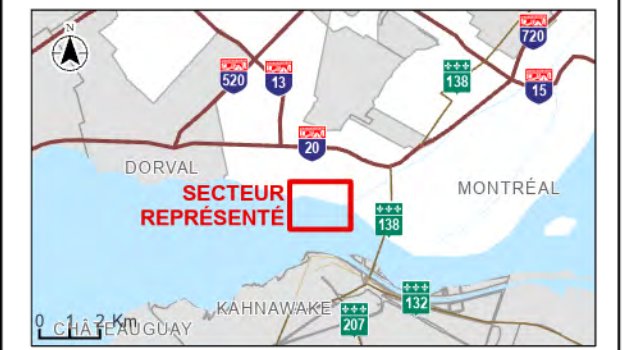 N
720
138
520
13
15
20
DORVAL
SECTEUR
REPRÉSENTÉ
MONTRÉAL
138
KAHNAWAKE
132
0 1 2 Km
CHÂTEAUGUAY
207